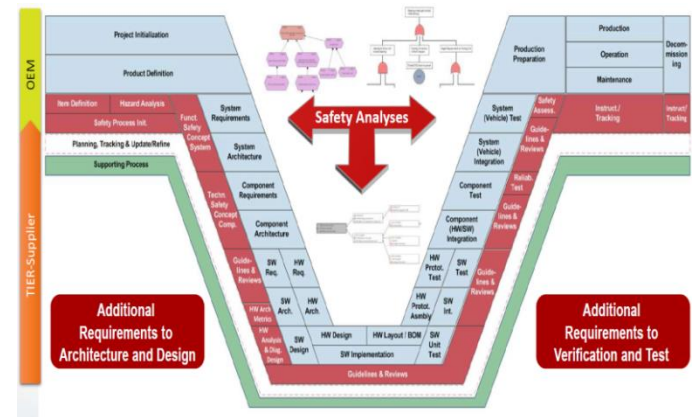 OEM
TIER-Supplier
Project Initialization
Product Definition
Item Definition
Hazard Analysis
Safety Process Init.
Planning, Tracking & Update/Refine
Supporting Process
Funct.
Safety
Concept
System
System
Requirements
System
Architecture
Techn.
Safety
Concept
Comp.
Component
Requirements
Component
Architecture
Guide-
lines &
Reviews
SW
Req.
HW
Req.
HW Arch
Metrics
SW
Arch.
HW
Arch.
HW
Analysis
& Diag.
Design
SW
Design
HW Design
HW Layout / BOM
SW Implementation
Guidelines & Reviews
Safety Analyses
SW
Unit
Test
HW
Protot.
Asmbly
SW
Int.
HW
Protot.
Test
SW
Test
Guide-
lines &
Reviews
Component
(HW/SW)
Integration
Guide-
lines &
Reviews
Component
Test
Reliab.
Test
System
(Vehicle)
Integration
Guide-
lines &
Reviews
System
(Vehicle) Test
Safety
Assess.
Production
Preparation
Production
Operation
Maintenance
Decom-
mission
ing
Instruct./
Tracking
Instruct/
Tracking
Additional
Requirements to
Architecture and Design
Additional
Requirements to
Verification and Test